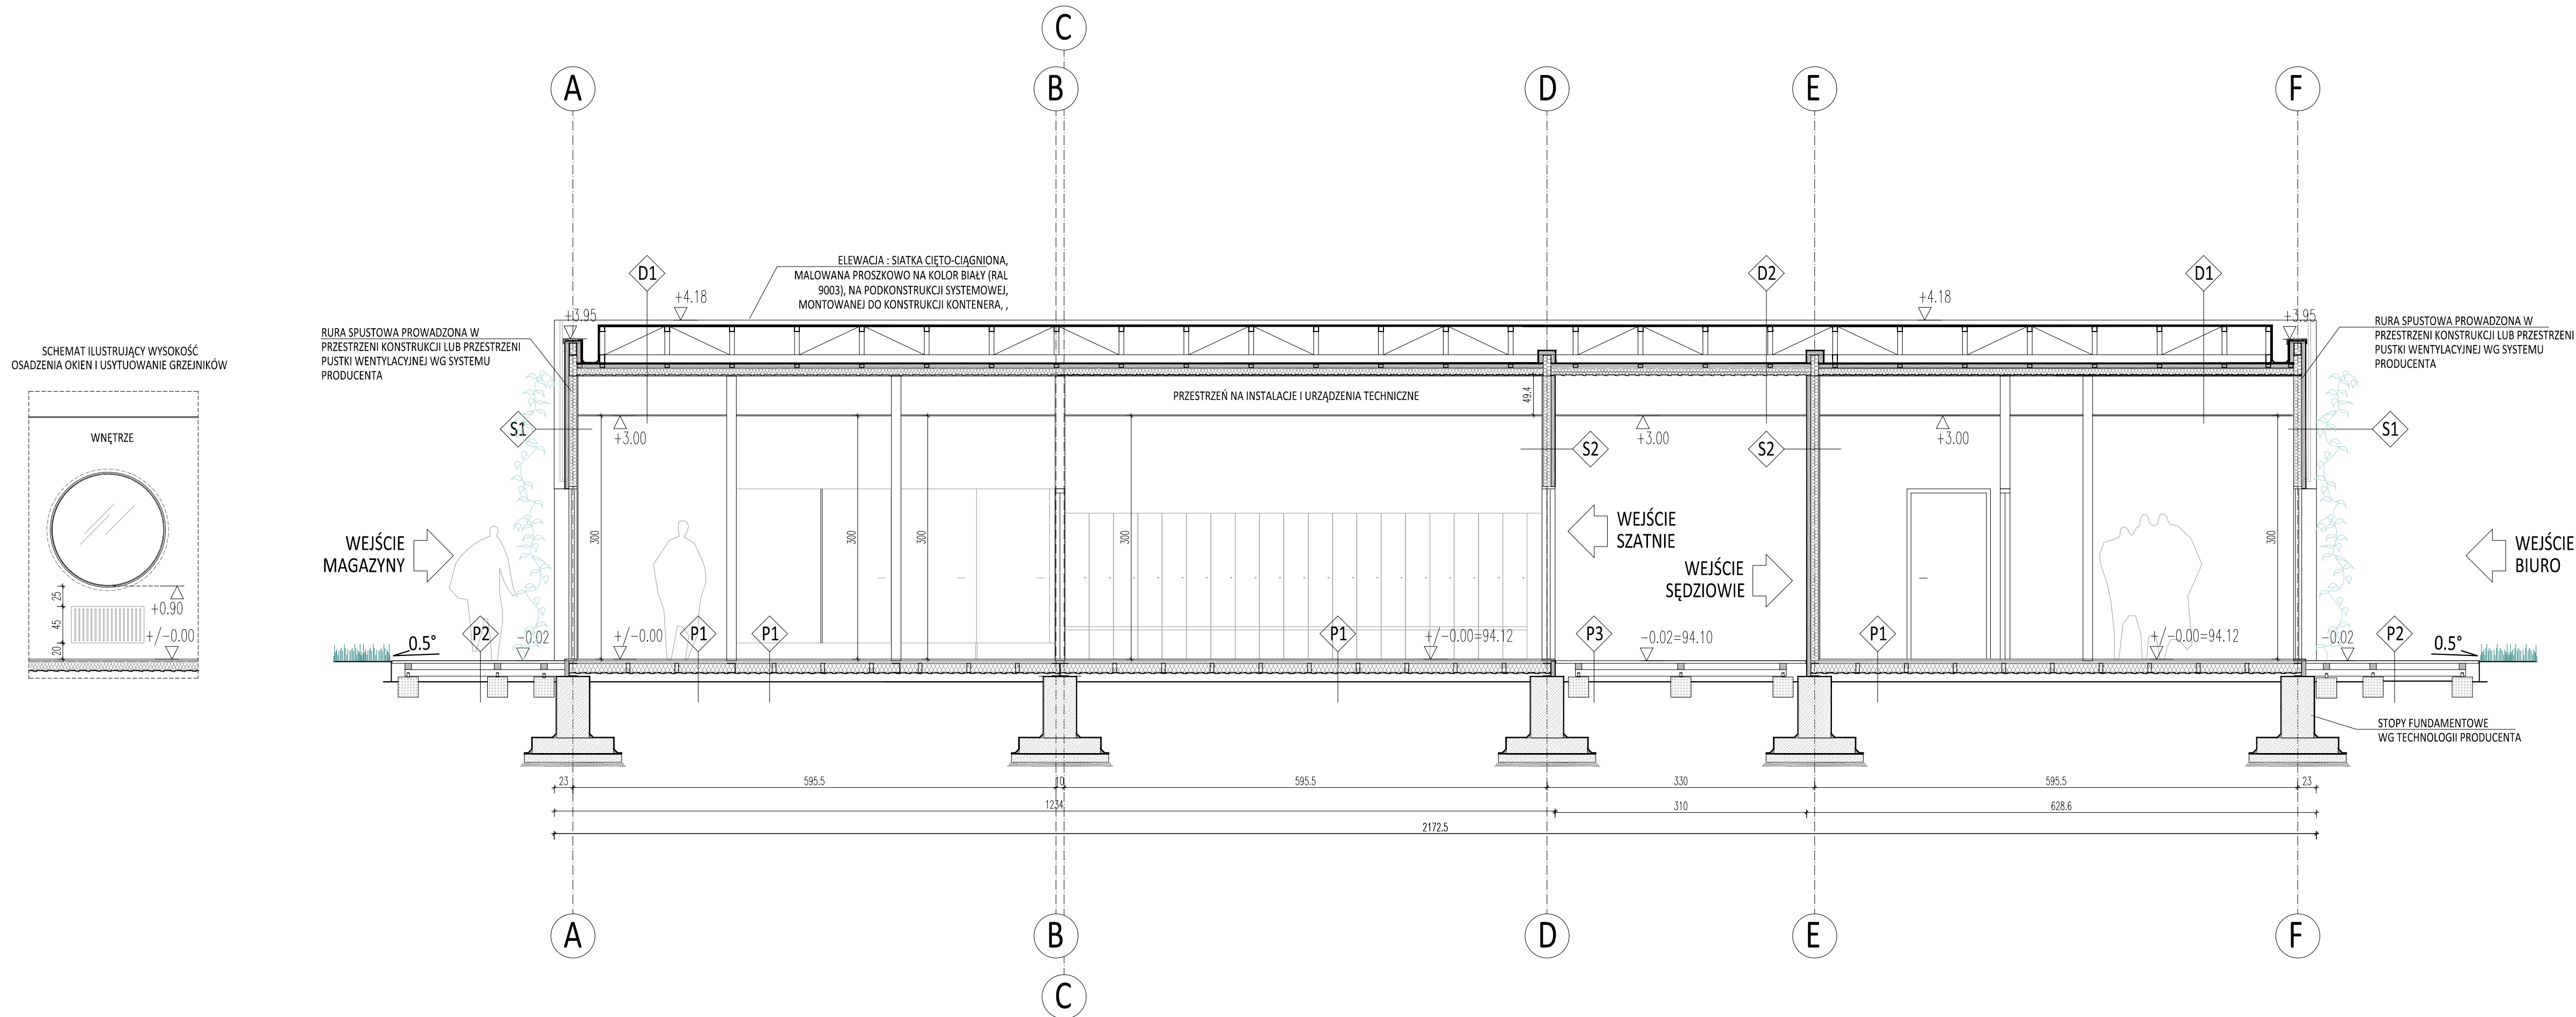 C
A
B
D
E
F
ELEWACJA : SIATKA CIĘTO-CIĄGNIONA,
MALOWANA PROSZKOWO NA KOLOR BIAŁY (RAL
9003), NA PODKONSTRUKCJI SYSTEMOWEJ,
MONTOWANEJ DO KONSTRUKCJI KONTENERA, ,
D1
D2
D1
+4.18
+4.18
+3.95
+3.95
RURA SPUSTOWA PROWADZONA W
PRZESTRZENI KONSTRUKCJI LUB PRZESTRZENI
PUSTKI WENTYLACYJNEJ WG SYSTEMU
PRODUCENTA
RURA SPUSTOWA PROWADZONA W
PRZESTRZENI KONSTRUKCJI LUB PRZESTRZENI
PUSTKI WENTYLACYJNEJ WG SYSTEMU
PRODUCENTA
SCHEMAT ILUSTRUJĄCY WYSOKOŚĆ
OSADZENIA OKIEN I USYTUOWANIE GRZEJNIKÓW
WNĘTRZE
25
45
20
+0.90
+/-0.00
PRZESTRZEŃ NA INSTALACJE I URZĄDZENIA TECHNICZNE
49.4
S1
+3.00
S2
+3.00
S2
+3.00
S1
300
300
300
300
300
WEJŚCIE
MAGAZYNY
WEJŚCIE
SZATNIE
WEJŚCIE
SĘDZIOWIE
WEJŚCIE
BIURO
0.5°
P2
-0.02
+/-0.00
P1
P1
P1
+/-0.00=94.12
P3
-0.02=94.10
P1
+/-0.00=94.12
-0.02
P2
0.5°
STOPY FUNDAMENTOWE
WG TECHNOLOGII PRODUCENTA
23
595.5
10
595.5
330
595.5
23
1234
310
628.6
2172.5
A
B
D
E
F
C